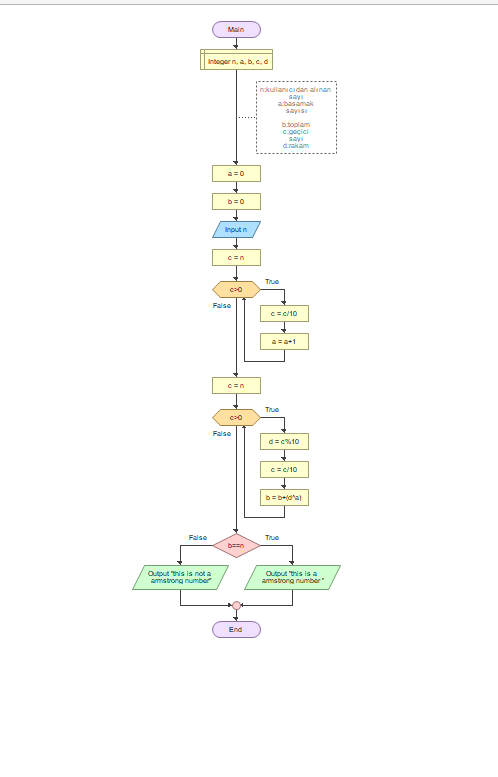 Main
Integer n, a, b, c, d
n:kullanıcıdan alınan
sayı
a:basamak
sayısı
b:toplam
c:geçici
sayı
d:rakam
a = 0
b = 0
Input n
c = n
c>0
True
False
c = c/10
a = a+1
c = n
c>0
True
False
d = c%10
c = c/10
b = b+(d^a)
False
True
b==n
Output "this is not a
armstrong number"
Output "this is a
armstrong number "
End